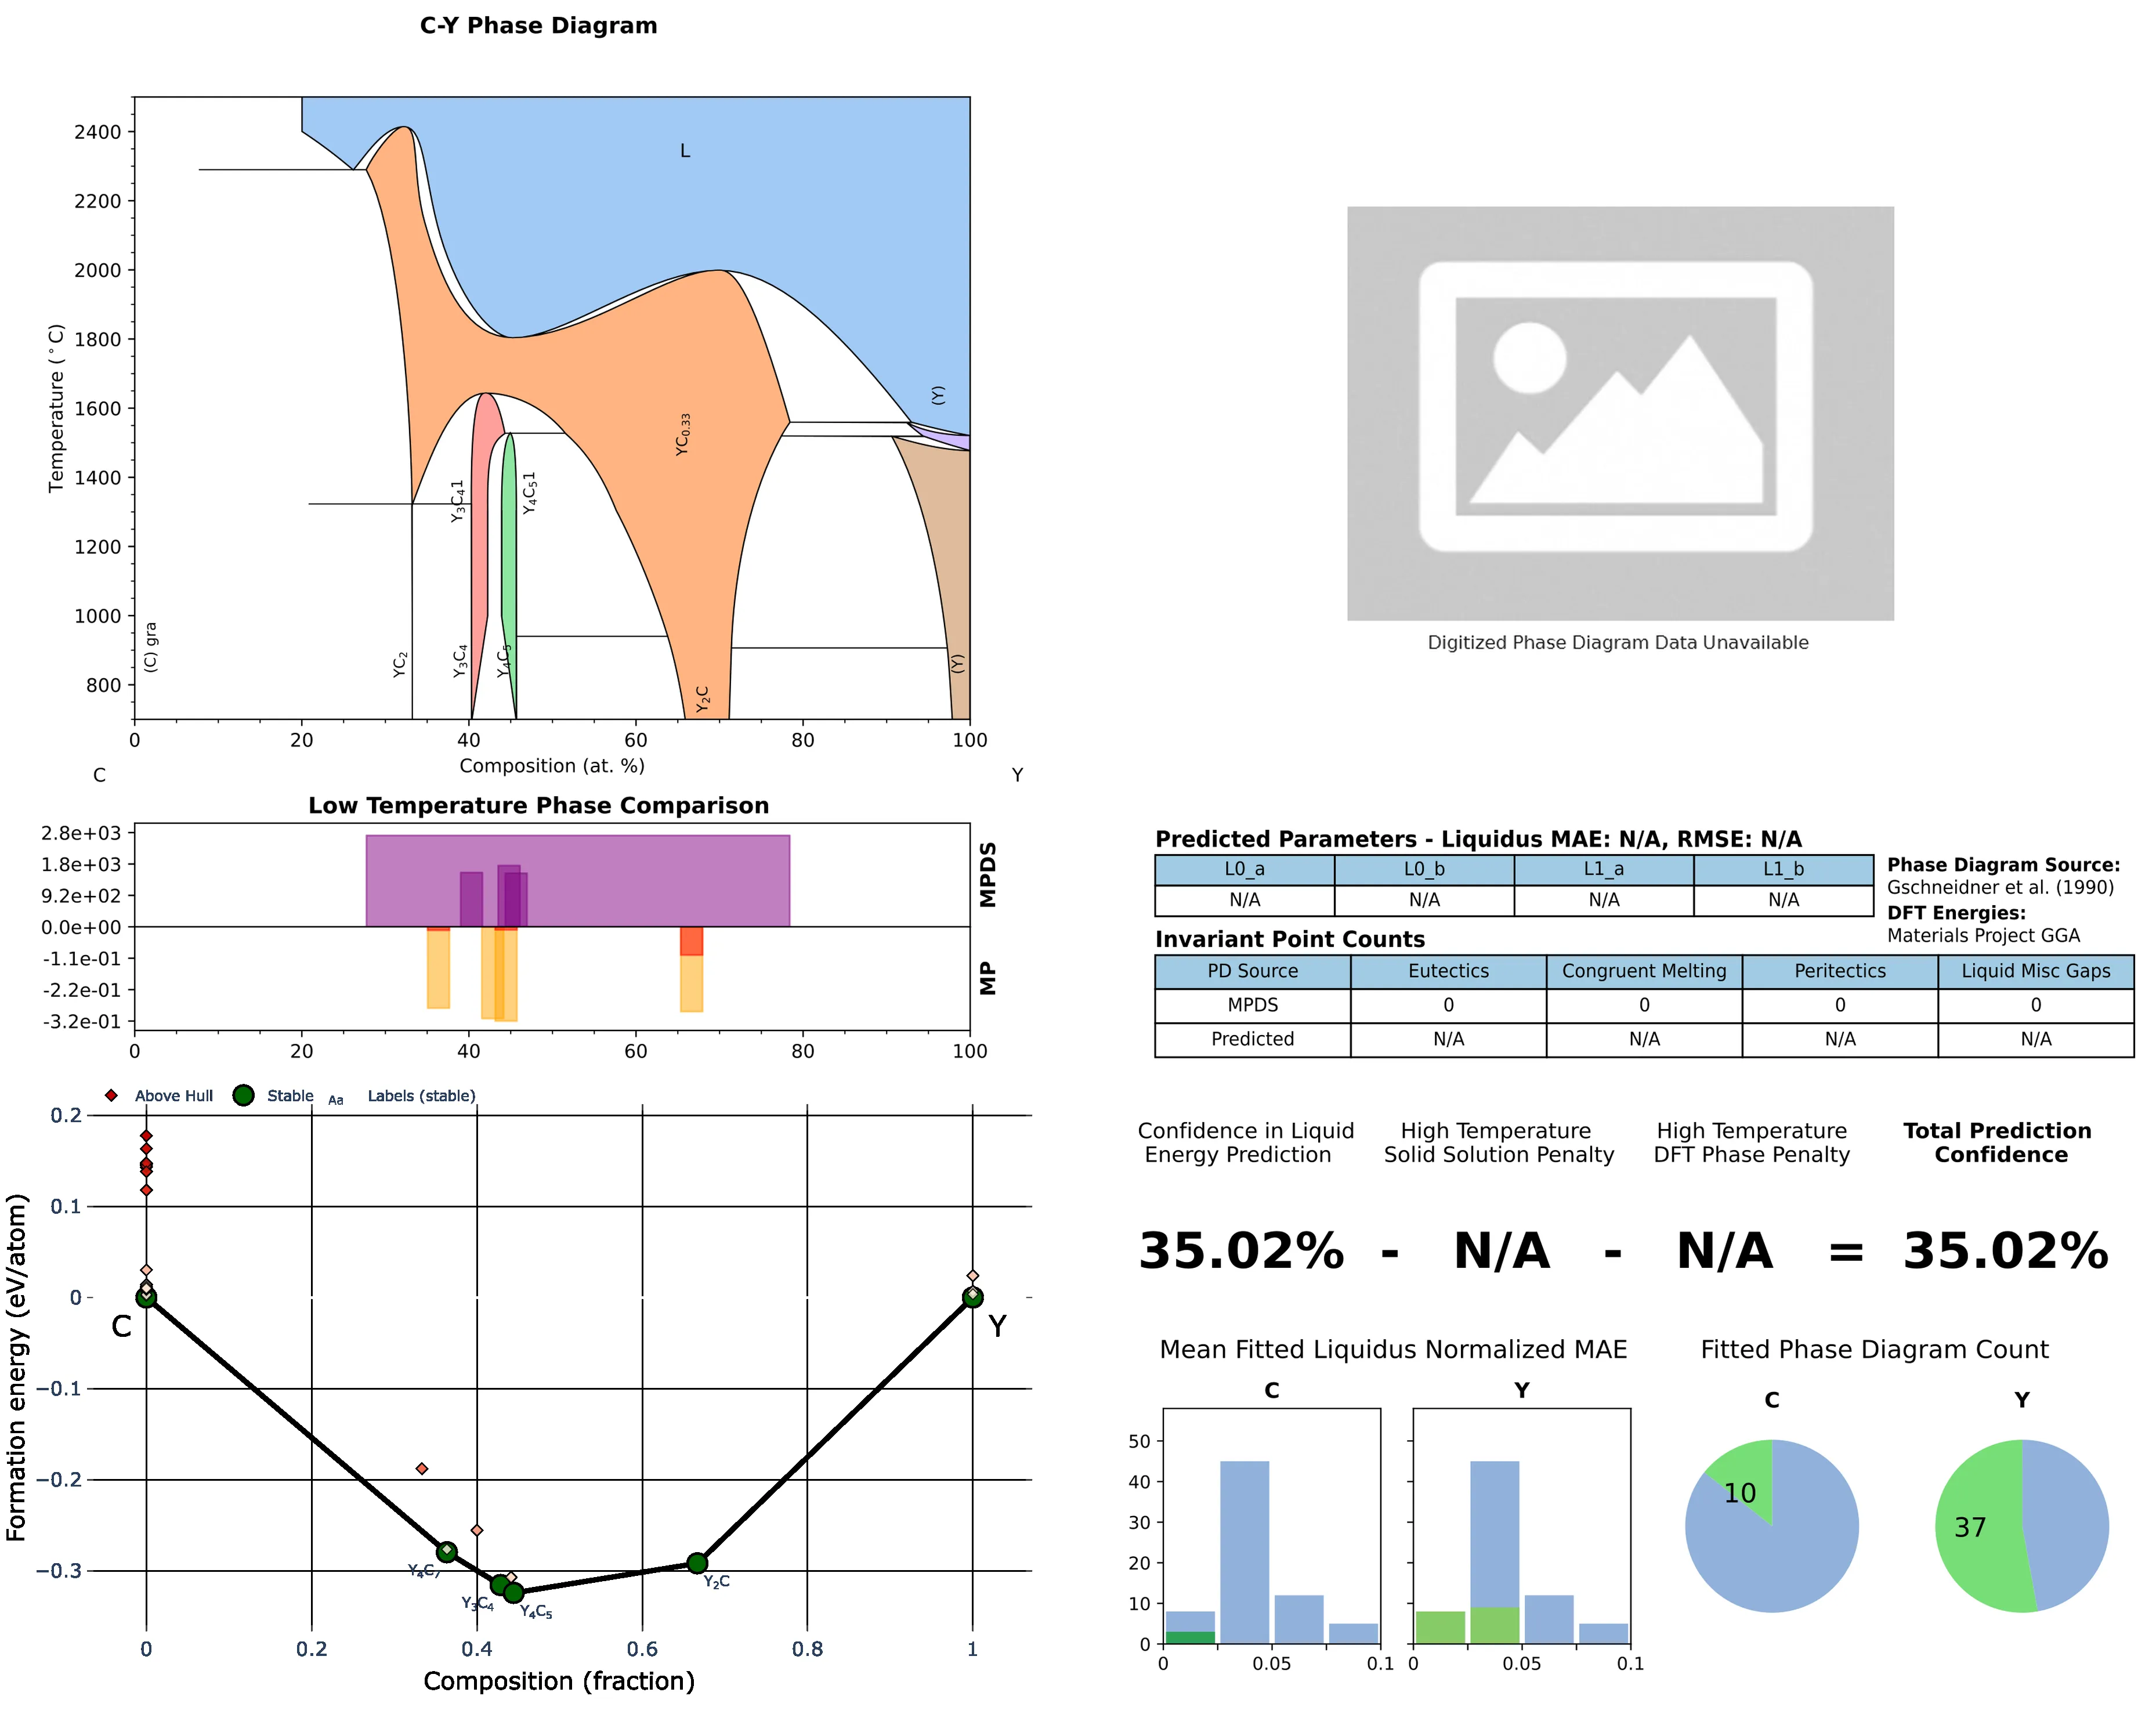 C-Y Phase Diagram
2400
2200
2000
1800
1600
1400
1200
1000
800
Temperature (°C)
L
(Y)
YC0.33
Y3C41
Y4C51
(C) gra
YC2
Y3C4
Y4C5
Y2C
(Y)
0 20 40 60 80 100
Composition (at. %)
C Y
Digitized Phase Diagram Data Unavailable
Low Temperature Phase Comparison
2.8e+03
1.8e+03
9.2e+02
0.0e+00
-1.1e-01
-2.2e-01
-3.2e-01
MPDS
MP
0 20 40 60 80 100
Predicted Parameters - Liquidus MAE: N/A, RMSE: N/A
L0_a L0_b L1_a L1_b
N/A N/A N/A N/A
Phase Diagram Source:
Gschneidner et al. (1990)
DFT Energies:
Materials Project GGA
Invariant Point Counts
PD Source Eutectics Congruent Melting Peritectics Liquid Misc Gaps
MPDS 0 0 0 0
Predicted N/A N/A N/A N/A
Above Hull Stable Aa Labels (stable)
0.2
0.1
0
−0.1
−0.2
−0.3
Formation energy (eV/atom)
C Y
Y4C7
Y3C4
Y4C5
Y2C
0 0.2 0.4 0.6 0.8 1
Composition (fraction)
Confidence in Liquid
Energy Prediction
High Temperature
Solid Solution Penalty
High Temperature
DFT Phase Penalty
Total Prediction
Confidence
35.02% - N/A - N/A = 35.02%
Mean Fitted Liquidus Normalized MAE
C Y
50
40
30
20
10
0
0 0.05 0.1 0 0.05 0.1
Fitted Phase Diagram Count
C Y
10 37